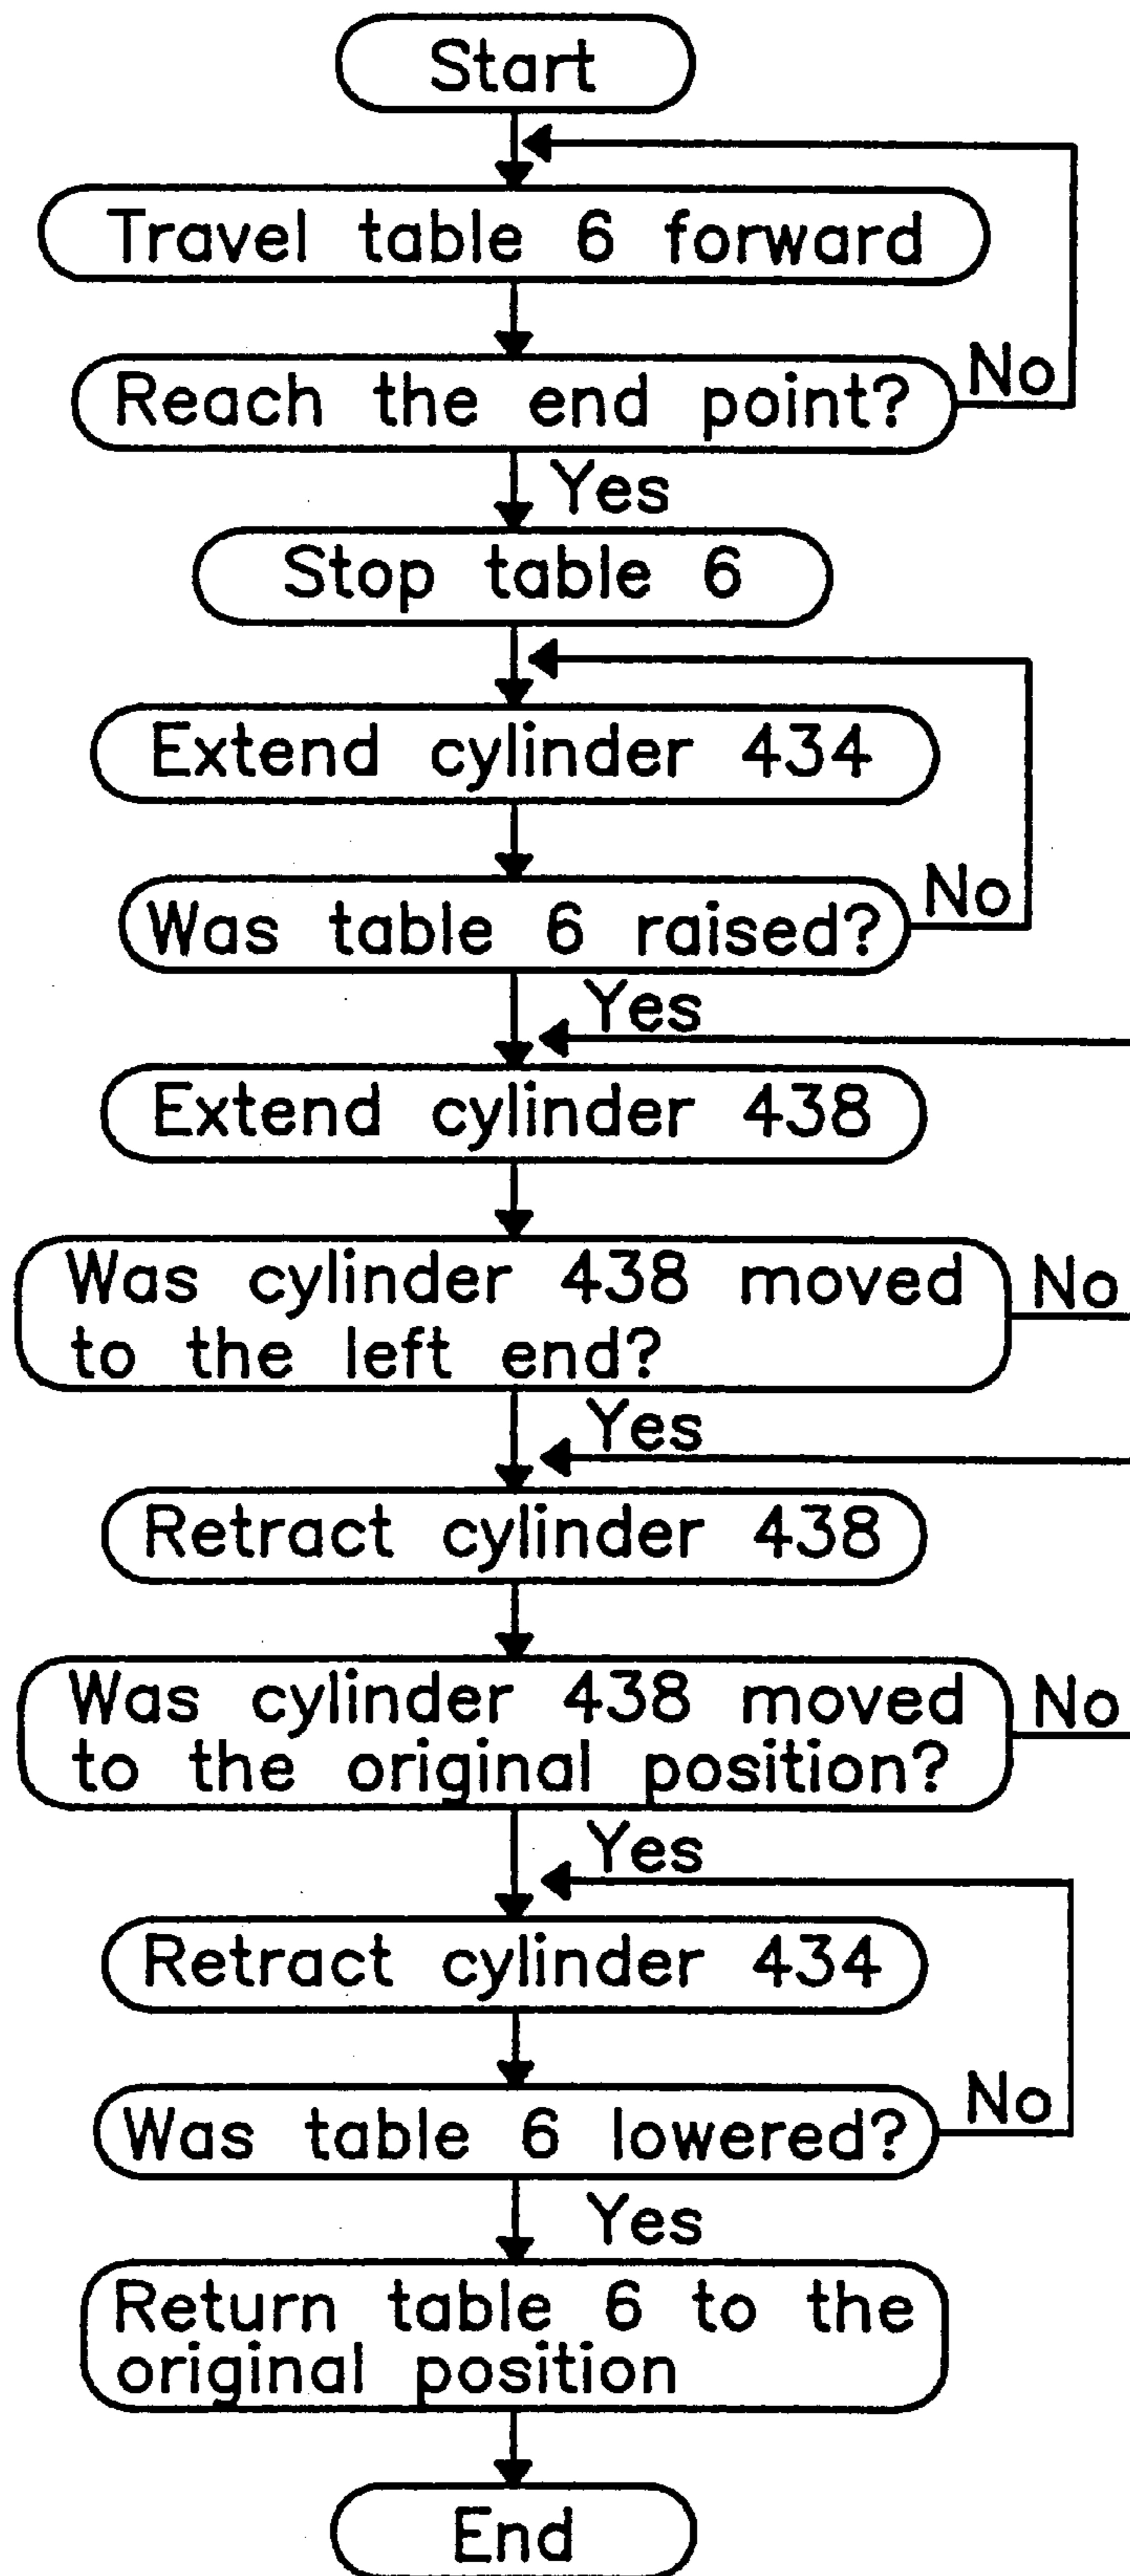 Start
Travel table 6 forward
Reach the end point?
No
Yes
Stop table 6
Extend cylinder 434
Was table 6 raised?
No
Yes
Extend cylinder 438
Was cylinder 438 moved
to the left end?
No
Yes
Retract cylinder 438
Was cylinder 438 moved
to the original position?
No
Yes
Retract cylinder 434
Was table 6 lowered?
No
Yes
Return table 6 to the
original position
End